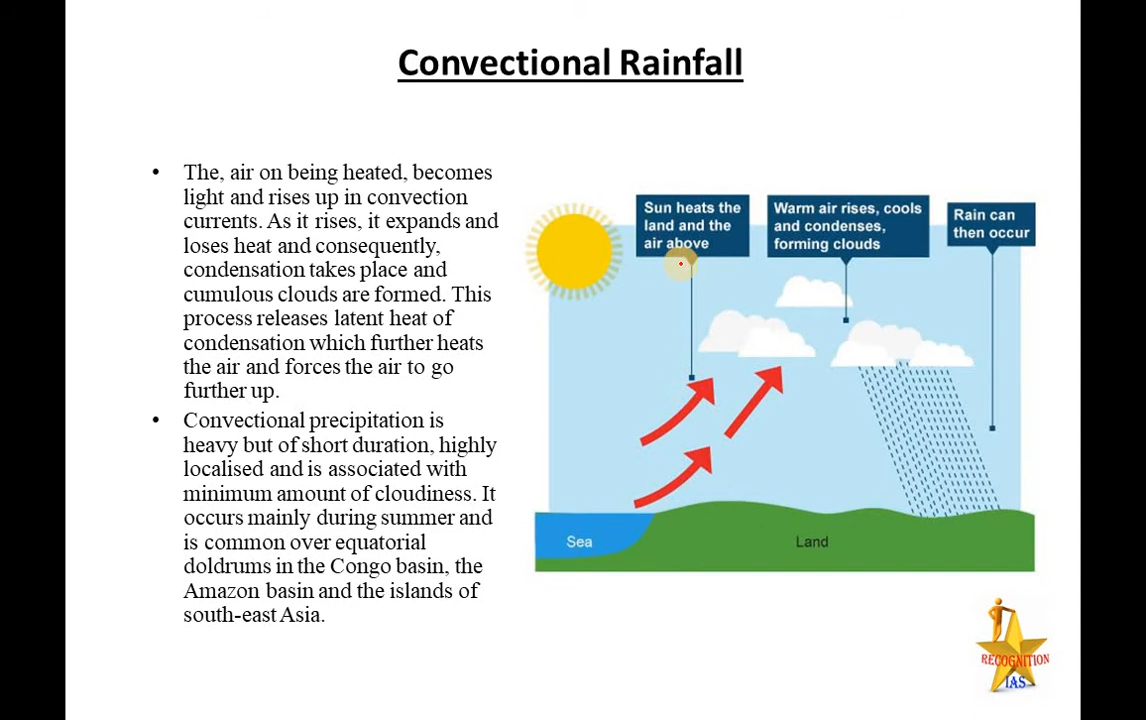 Convectional Rainfall
• The, air on being heated, becomes
light and rises up in convection
currents. As it rises, it expands and
loses heat and consequently,
condensation takes place and
cumulous clouds are formed. This
process releases latent heat of
condensation which further heats
the air and forces the air to go
further up.
• Convectional precipitation is
heavy but of short duration, highly
localised and is associated with
minimum amount of cloudiness. It
occurs mainly during summer and
is common over equatorial
doldrums in the Congo basin, the
Amazon basin and the islands of
south-east Asia.
Sun heats the
land and the
air above
Warm air rises, cools
and condenses,
forming clouds
Rain can
then occur
Sea
Land
RECOGNITION
IAS